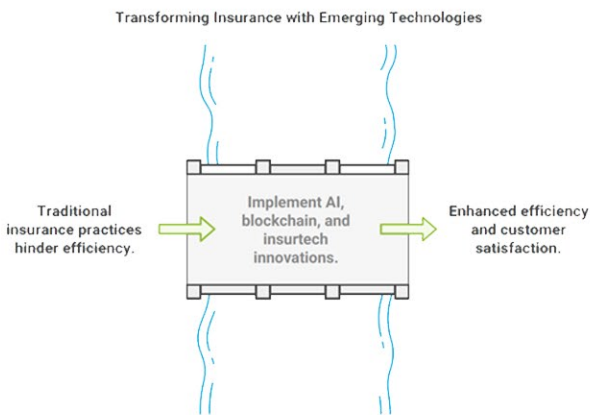 Transforming Insurance with Emerging Technologies
Traditional
insurance practices
hinder efficiency.
Implement AI,
blockchain, and
insurtech
innovations.
Enhanced efficiency
and customer
satisfaction.